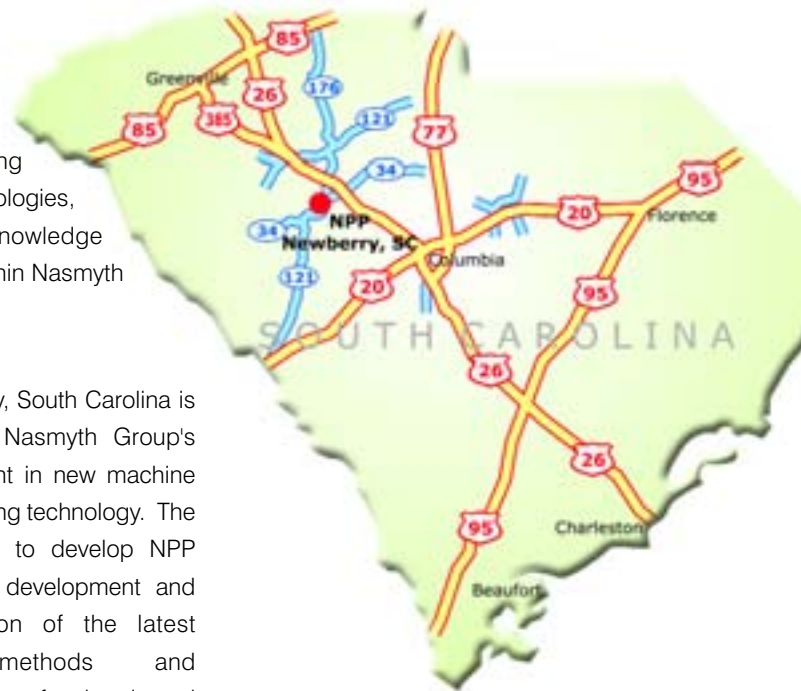 ng
ologies,
nowledge
hin Nasmyth
y, South Carolina is
Nasmyth Group's
nt in new machine
ng technology. The
to develop NPP
development and
on of the latest
methods and
85
Greenville
26
176
85
385
121
77
34
95
20
Florence
NPP
34
Newberry, SC
Columbia
121
20
95
SOUTH CAROLINA
26
26
95
Charleston
Beaufort